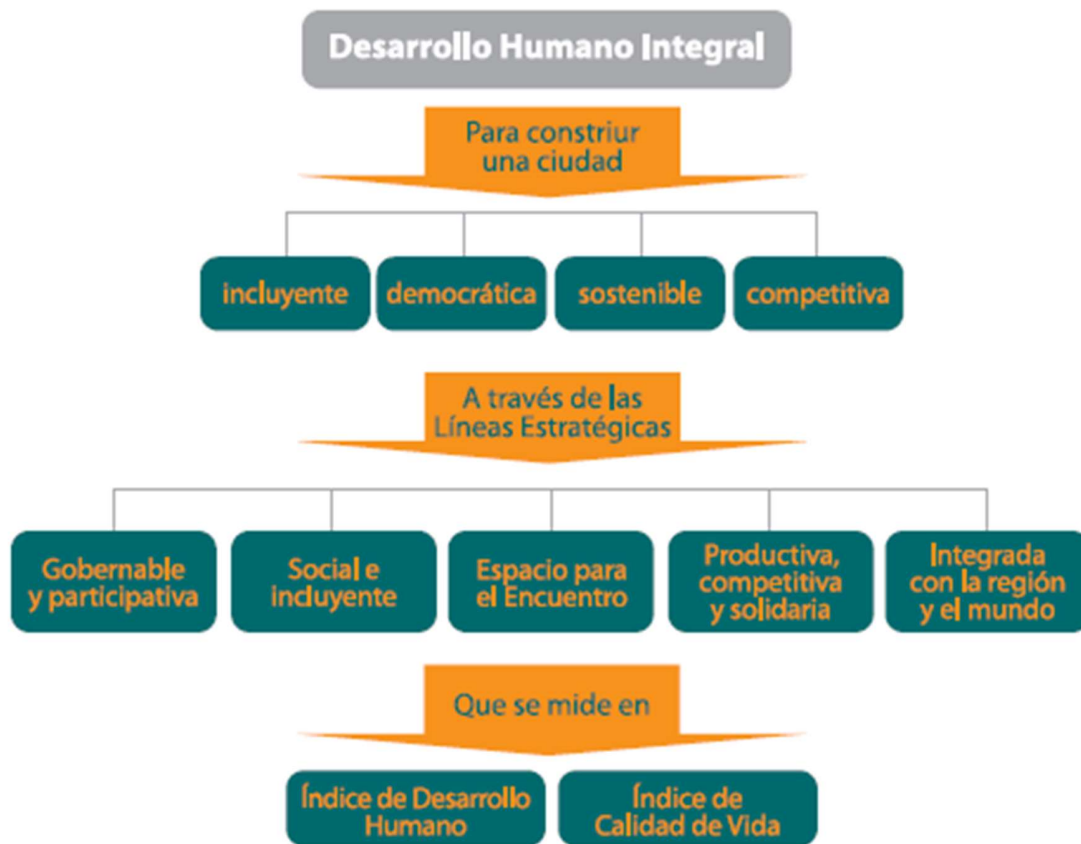 Desarrollo Humano Integral
Para constriur
una ciudad
incluyente
democrática
sostenible
competitiva
A través de las
Líneas Estratégicas
Gobernable
y participativa
Social e
incluyente
Espacio para
el Encuentro
Productiva,
competitiva
y solidaria
Integrada
con la región
y el mundo
Que se mide en
Índice de Desarrollo
Humano
Índice de
Calidad de Vida